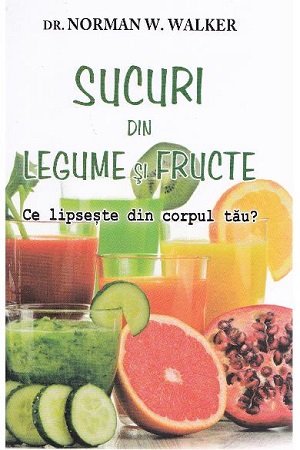 DR. NORMAN W. WALKER
SUCURI
DIN
LEGUME ȘI FRUCTE
Ce lipsește din corpul tău?